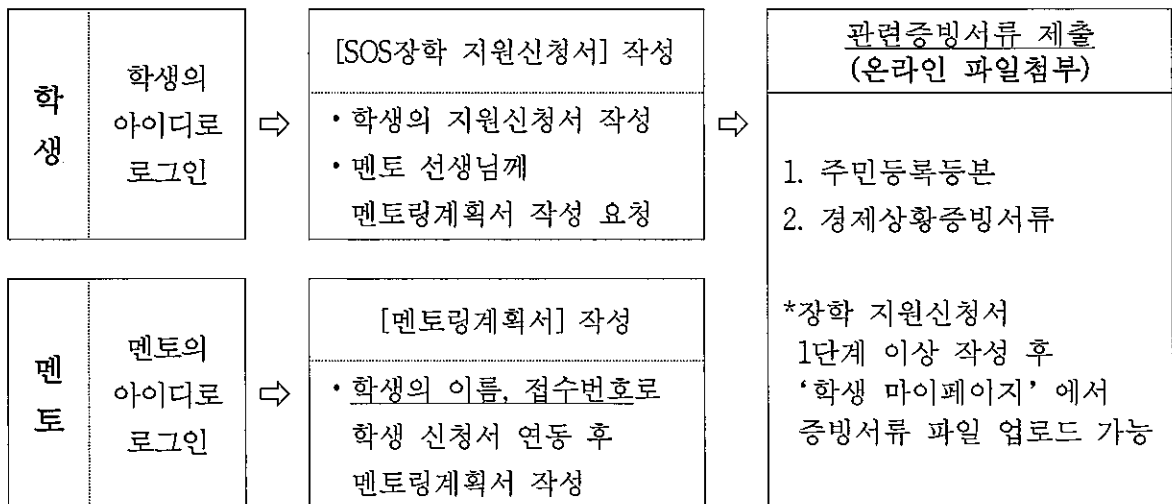 학생
학생의
아이디로
로그인
⇨
[SOS장학 지원신청서] 작성
• 학생의 지원신청서 작성
• 멘토 선생님께
멘토링계획서 작성 요청
⇨
멘토
멘토의
아이디로
로그인
⇨
[멘토링계획서] 작성
• 학생의 이름, 접수번호로
학생 신청서 연동 후
멘토링계획서 작성
관련증빙서류 제출
(온라인 파일첨부)
1. 주민등록등본
2. 경제상황증빙서류
*장학 지원신청서
1단계 이상 작성 후
‘학생 마이페이지’ 에서
증빙서류 파일 업로드 가능